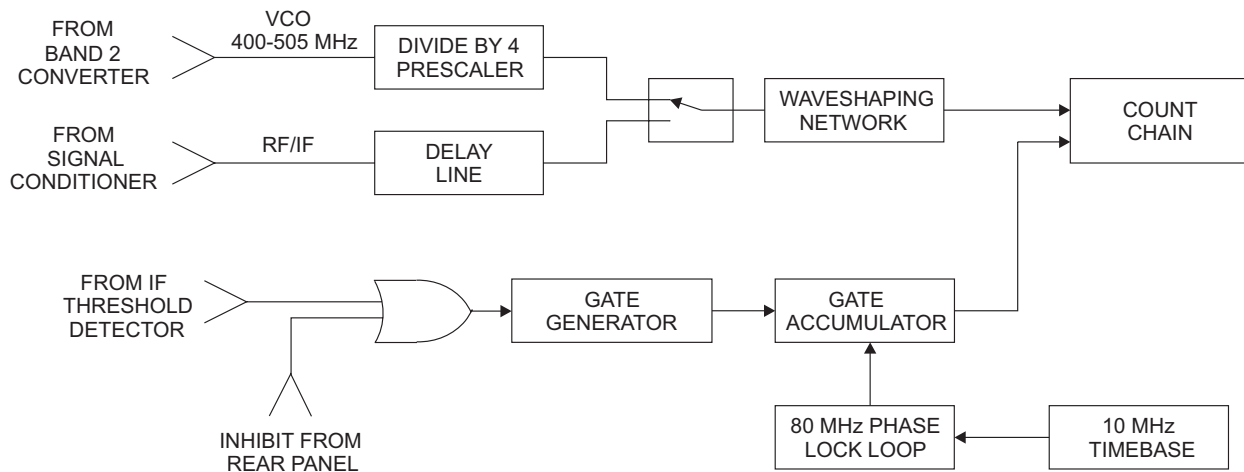 FROM
BAND 2
CONVERTER
VCO
400-505 MHz
DIVIDE BY 4
PRESCALER
WAVESHAPING
NETWORK
COUNT
CHAIN
FROM
SIGNAL
CONDITIONER
RF/IF
DELAY
LINE
FROM IF
THRESHOLD
DETECTOR
GATE
GENERATOR
GATE
ACCUMULATOR
INHIBIT FROM
REAR PANEL
80 MHz PHASE
LOCK LOOP
10 MHz
TIMEBASE